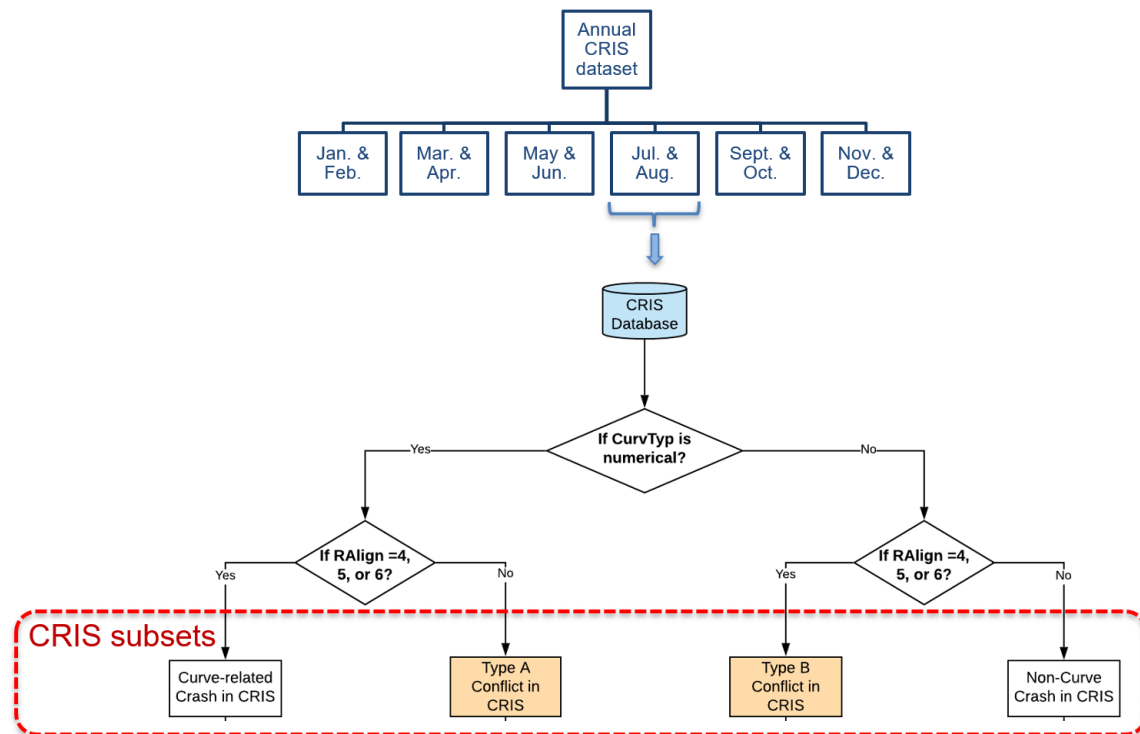 Annual
CRIS
dataset
Jan. &
Feb.
Mar. &
Apr.
May &
Jun.
Jul. &
Aug.
Sept. &
Oct.
Nov. &
Dec.
CRIS
Database
If CurvTyp is
numerical?
Yes
No
If RAlign =4,
5, or 6?
Yes
No
If RAlign =4,
5, or 6?
Yes
No
CRIS subsets
Curve-related
Crash in CRIS
Type A
Conflict in
CRIS
Type B
Conflict in
CRIS
Non-Curve
Crash in CRIS